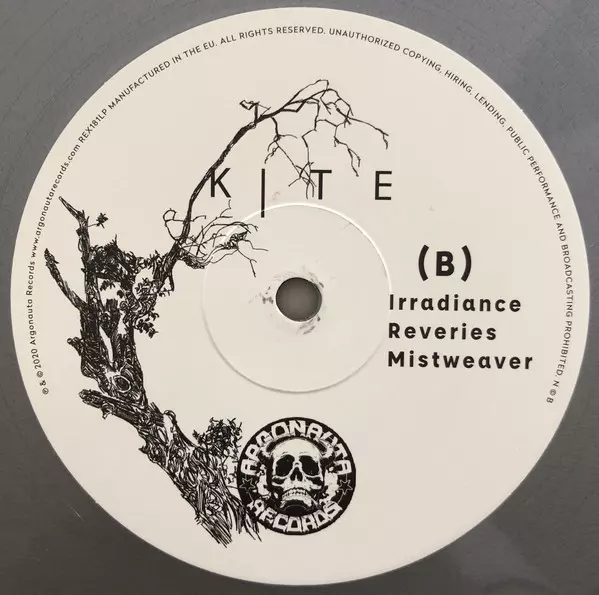 ℗ & © 2020 Argonauta Records www.argonautarecords.com REX181LP MANUFACTURED IN THE EU. ALL RIGHTS RESERVED. UNAUTHORIZED COPYING, HIRING, LENDING, PUBLIC PERFORMANCE AND BROADCASTING PROHIBITED. N©B
KITE
(B)
Irradiance
Reveries
Mistweaver
ARGONAUTA
RECORDS